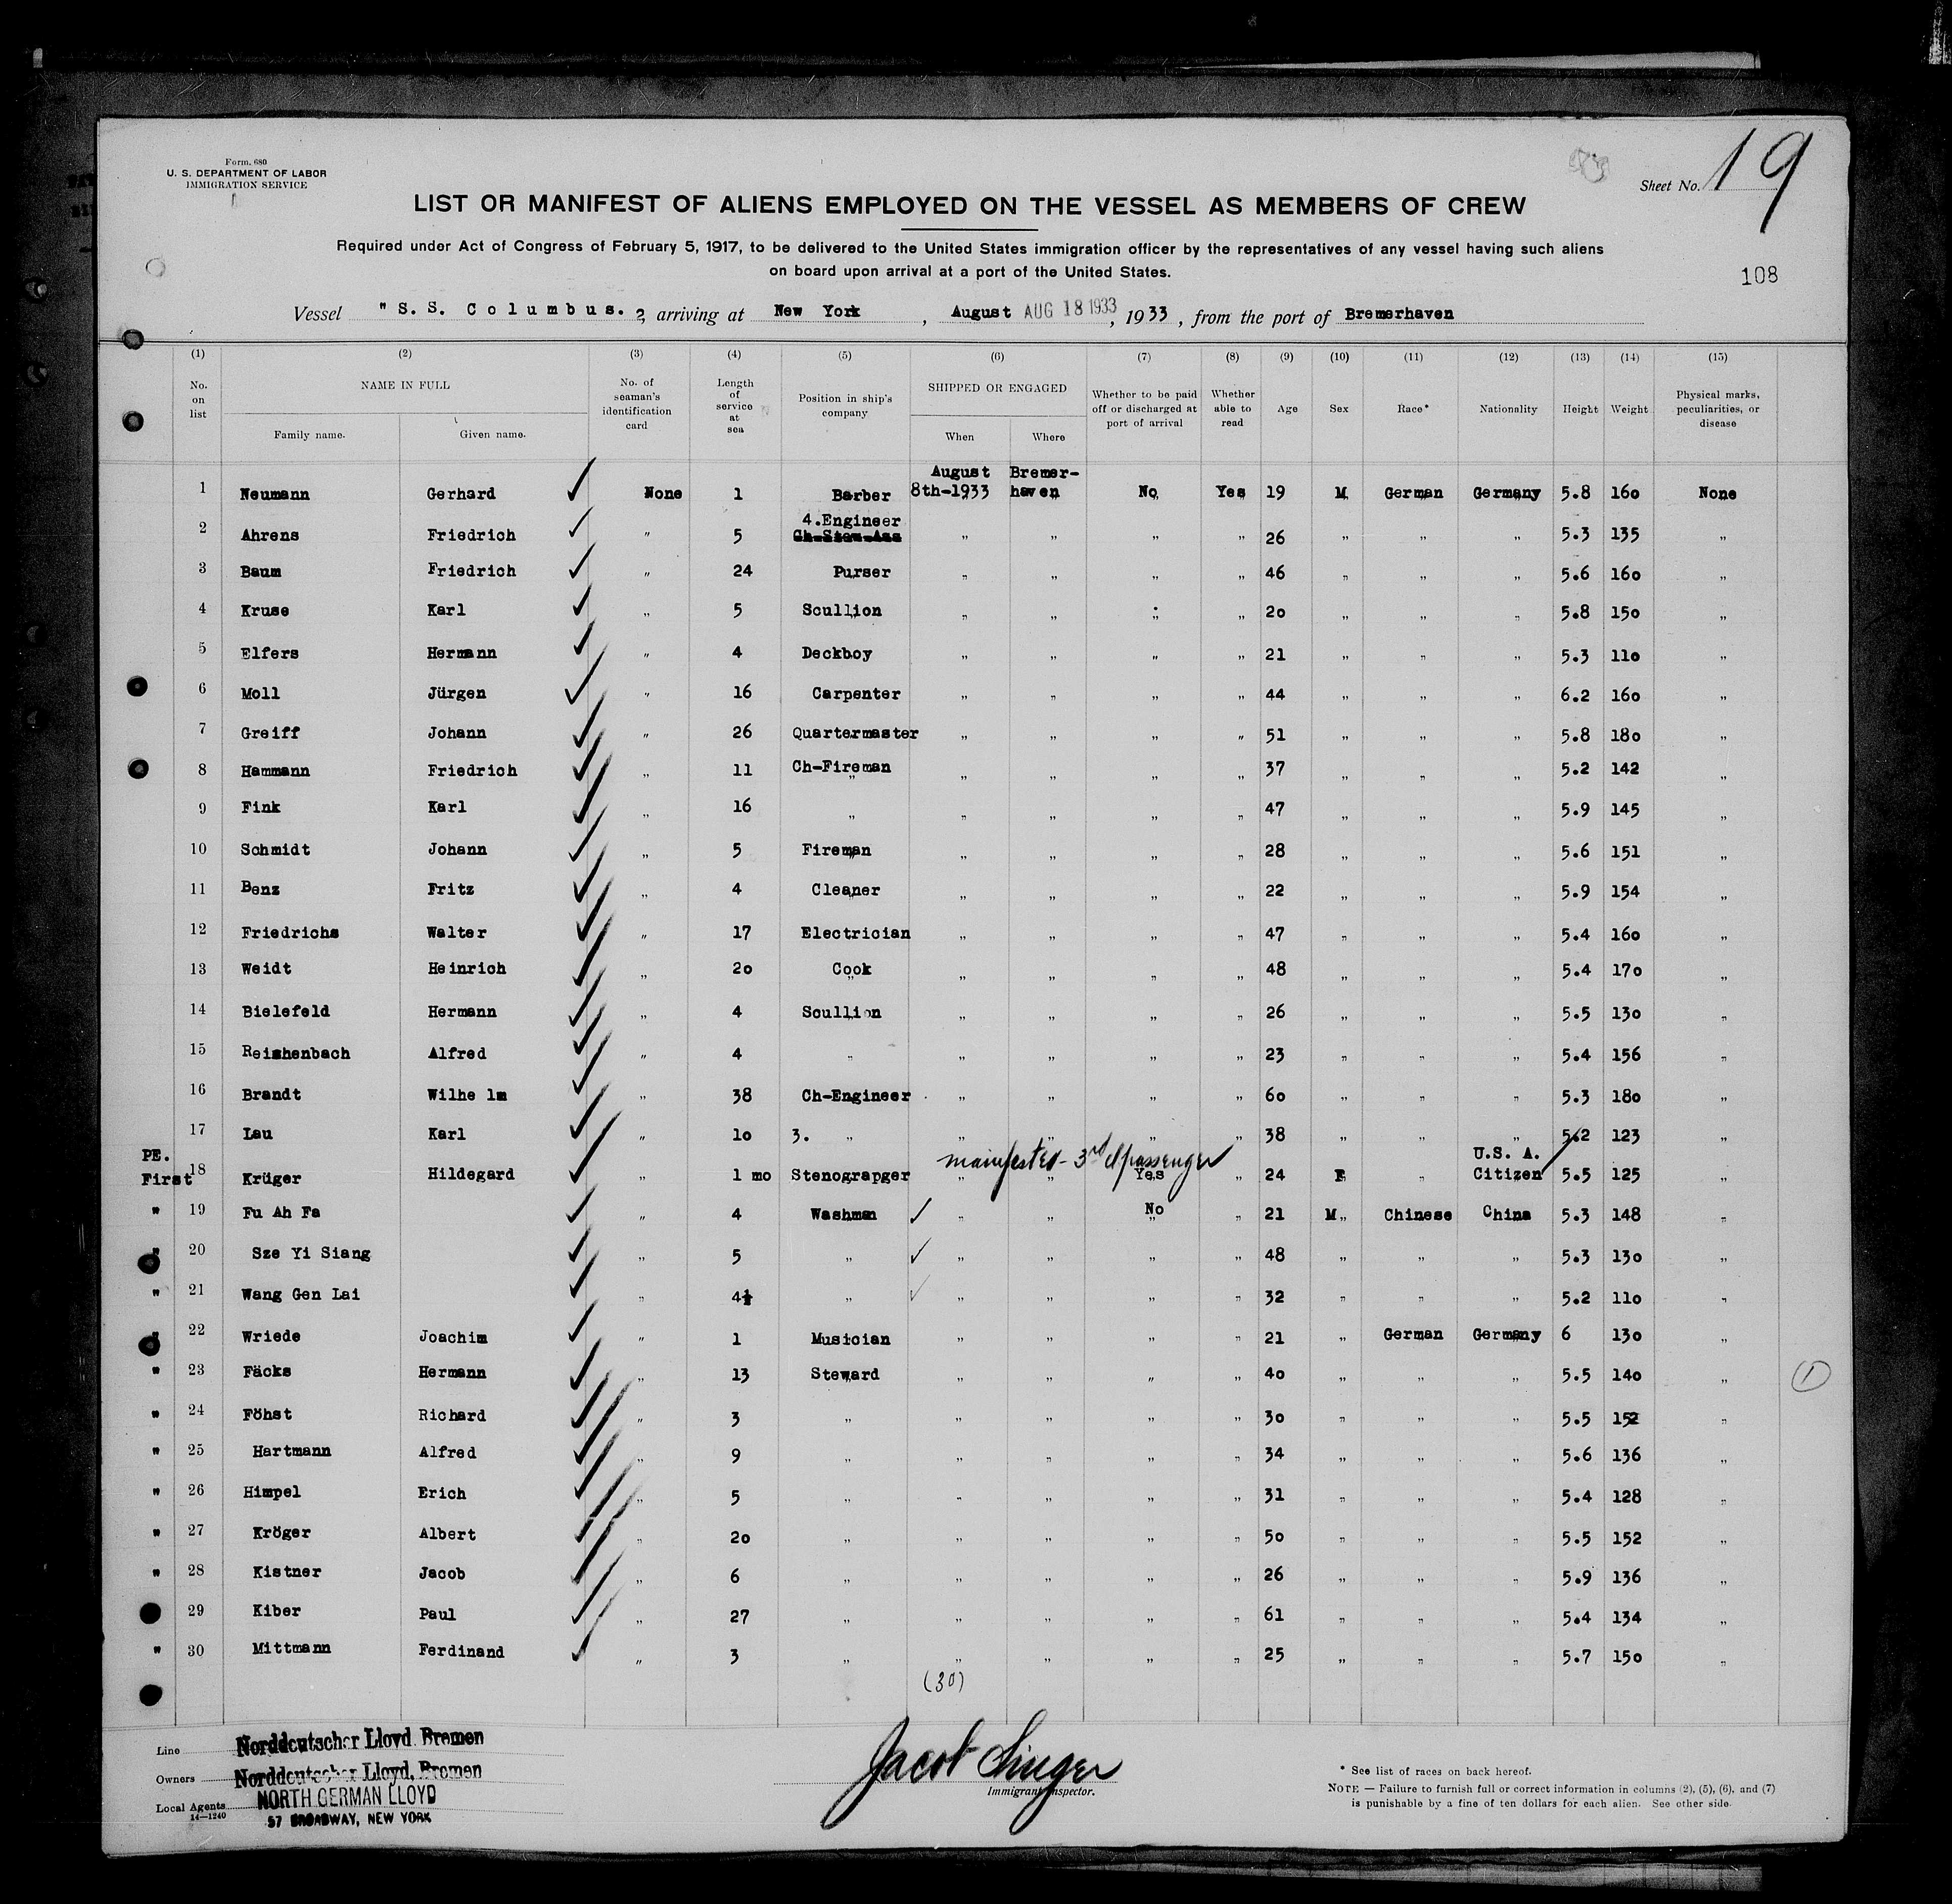 Form. 680
U. S. DEPARTMENT OF LABOR
IMMIGRATION SERVICE
Sheet No. 19
LIST OR MANIFEST OF ALIENS EMPLOYED ON THE VESSEL AS MEMBERS OF CREW
Required under Act of Congress of February 5, 1917, to be delivered to the United States immigration officer by the representatives of any vessel having such aliens
on board upon arrival at a port of the United States.
108
Vessel "S.S. Columbus. , arriving at New York , August AUG 18 1933 , 1933 , from the port of Bremerhaven
(1) (2) (3) (4) (5) (6) (7) (8) (9) (10) (11) (12) (13) (14) (15)
No. on list NAME IN FULL Family name. Given name. No. of seaman's identification card Length of service at sea Position in ship's company SHIPPED OR ENGAGED When Where Whether to be paid off or discharged at port of arrival Whether able to read Age Sex Race* Nationality Height Weight Physical marks, peculiarities, or disease
1 Neumann Gerhard None 1 Barber August 8th-1933 Bremer-haven No Yes 19 M German Germany 5.8 160 None
2 Ahrens Friedrich " 5 4.Engineer " " " " 26 " " " 5.3 135 "
3 Baum Friedrich " 24 Purser " " " " 46 " " " 5.6 160 "
4 Kruse Karl " 5 Scullion " " : " 20 " " " 5.8 150 "
5 Elfers Hermann " 4 Deckboy " " " " 21 " " " 5.3 110 "
6 Moll Jürgen " 16 Carpenter " " " " 44 " " " 6.2 160 "
7 Greiff Johann " 26 Quartermaster " " " " 51 " " " 5.8 180 "
8 Hammann Friedrich " 11 Ch-Fireman " " " " 37 " " " 5.2 142 "
9 Fink Karl " 16 " " " " " 47 " " " 5.9 145 "
10 Schmidt Johann " 5 Fireman " " " " 28 " " " 5.6 151 "
11 Benz Fritz " 4 Cleaner " " " " 22 " " " 5.9 154 "
12 Friedrichs Walter " 17 Electrician " " " " 47 " " " 5.4 160 "
13 Weidt Heinrich " 20 Cook " " " " 48 " " " 5.4 170 "
14 Bielefeld Hermann " 4 Scullion " " " " 26 " " " 5.5 130 "
15 Reishenbach Alfred " 4 " " " " " 23 " " " 5.4 156 "
16 Brandt Wilhe lm " 38 Ch-Engineer " " " " 60 " " " 5.3 180 "
17 Lau Karl " 10 3. " " " " " 38 " " " 5.2 123 "
manifested - 3rd cl passenger
PE. First 18 Krüger Hildegard " 1 mo Stenograpger " " Yes " 24 F " U.S. A. Citizen 5.5 125 "
" 19 Fu Ah Fa " 4 Washman " " No " 21 M Chinese China 5.3 148 "
" 20 Sze Yi Siang " 5 " " " " " 48 " " " 5.3 130 "
" 21 Wang Gen Lai " 4½ " " " " " 32 " " " 5.2 110 "
" 22 Wriede Joachim " 1 Musician " " " " 21 " German Germany 6 130 "
" 23 Fäcks Hermann " 13 Steward " " " " 40 " " " 5.5 140 " 1
" 24 Föhst Richard " 3 " " " " " 30 " " " 5.5 152 "
" 25 Hartmann Alfred " 9 " " " " " 34 " " " 5.6 136 "
" 26 Himpel Erich " 5 " " " " " 31 " " " 5.4 128 "
" 27 Kröger Albert " 20 " " " " " 50 " " " 5.5 152 "
" 28 Kistner Jacob " 6 " " " " " 26 " " " 5.9 136 "
29 Kiber Paul " 27 " " " " " 61 " " " 5.4 134 "
" 30 Mittmann Ferdinand " 3 " " " " " 25 " " " 5.7 150 "
(30)
Line Norddeutscher Lloyd Bremen
Owners Norddeutscher Lloyd, Bremen
Local Agents NORTH GERMAN LLOYD
14-1240
57 BROADWAY, NEW YORK
Jacob Singer
Immigrant Inspector.
* See list of races on back hereof.
NOTE — Failure to furnish full or correct information in columns (2), (5), (6), and (7)
is punishable by a fine of ten dollars for each alien. See other side.